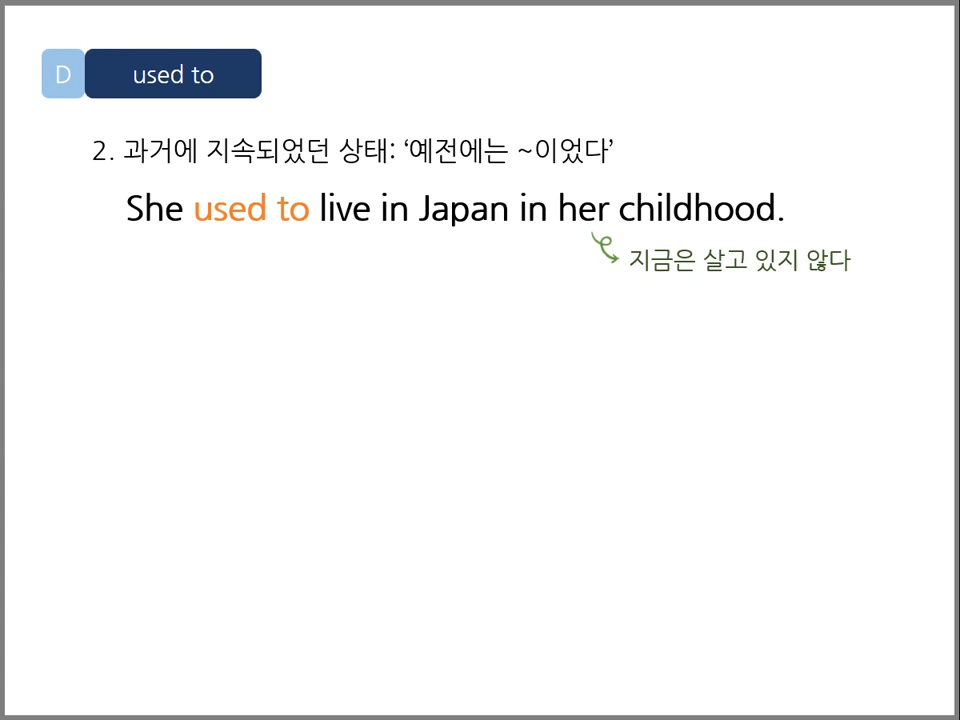 D used to
2. 과거에 지속되었던 상태: ‘예전에는 ~이었다’
She used to live in Japan in her childhood.
지금은 살고 있지 않다